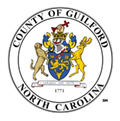 COUNTY OF GUILFORD
1771
NORTH CAROLINA
SM